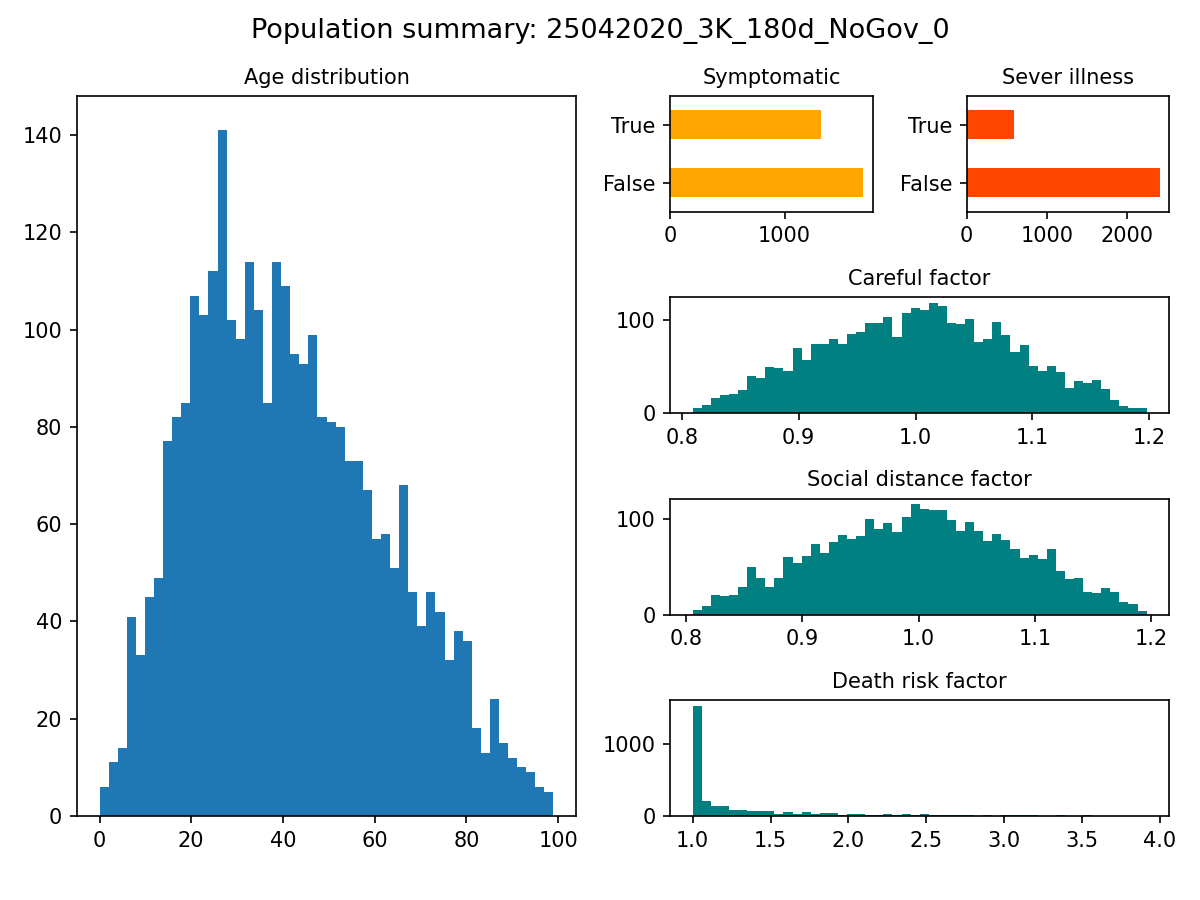 Population summary: 25042020_3K_180d_NoGov_0
Age distribution
140
120
100
80
60
40
20
0
0 20 40 60 80 100
Symptomatic
True
False
0 1000
Sever illness
True
False
0 1000 2000
Careful factor
100
0
0.8 0.9 1.0 1.1 1.2
Social distance factor
100
0
0.8 0.9 1.0 1.1 1.2
Death risk factor
1000
0
1.0 1.5 2.0 2.5 3.0 3.5 4.0